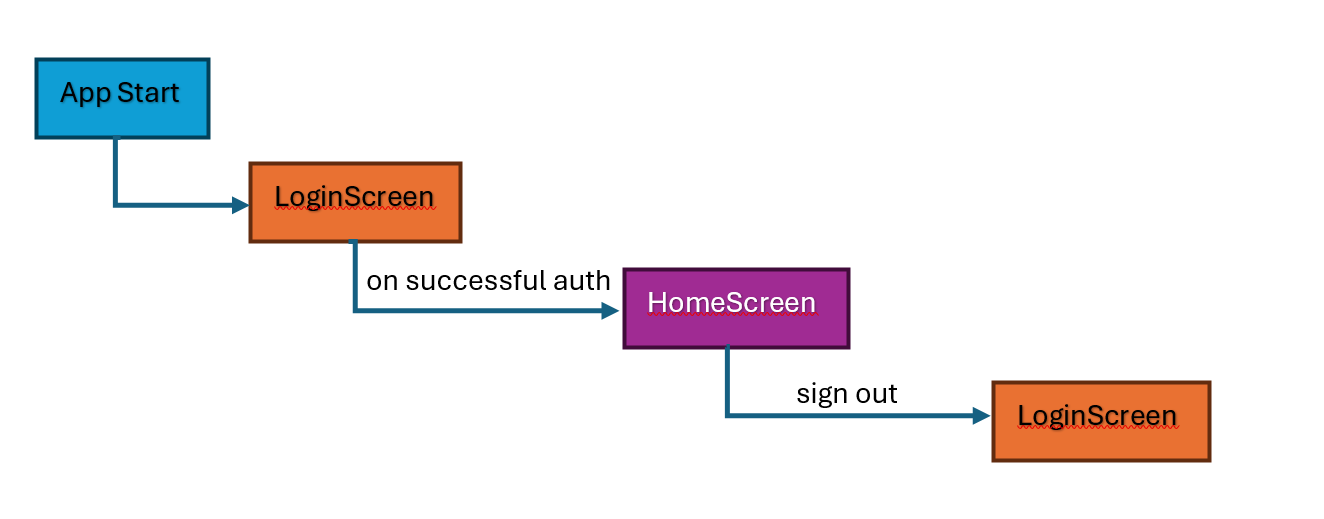 App Start
LoginScreen
on successful auth
HomeScreen
sign out
LoginScreen